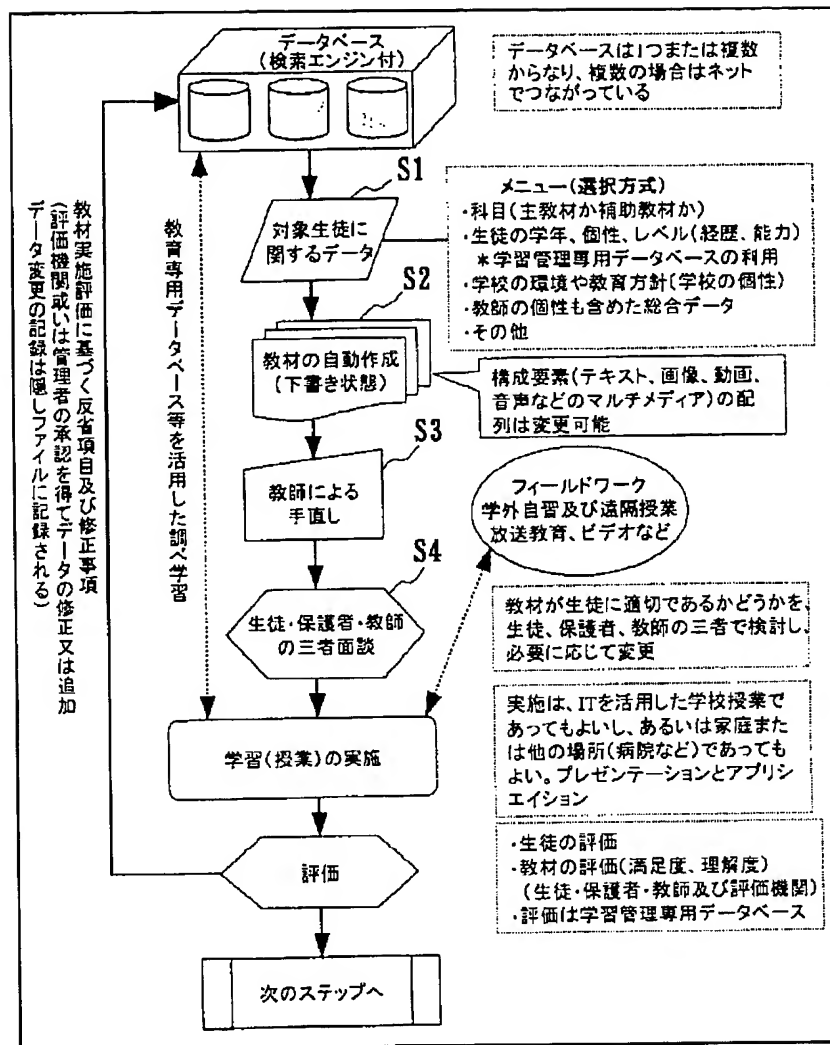 データベース
(検索エンジン付)
データベースは1つまたは複数
からなり、複数の場合はネット
でつながっている
S1
対象生徒に
関するデータ
メニュー(選択方式)
・科目(主教材か補助教材か)
・生徒の学年、個性、レベル(経歴、能力)
＊学習管理専用データベースの利用
・学校の環境や教育方針(学校の個性)
・教師の個性も含めた総合データ
・その他
S2
教材の自動作成
(下書き状態)
構成要素(テキスト、画像、動画、
音声などのマルチメディア)の配
列は変更可能
S3
教師による
手直し
フィールドワーク
学外自習及び遠隔授業
放送教育、ビデオなど
S4
生徒・保護者・教師
の三者面談
教材が生徒に適切であるかどうかを、
生徒、保護者、教師の三者で検討し、
必要に応じて変更
学習(授業)の実施
実施は、ITを活用した学校授業で
あってもよいし、あるいは家庭また
は他の場所(病院など)であっても
よい。プレゼンテーションとアプリシ
エイション
評価
・生徒の評価
・教材の評価(満足度、理解度)
(生徒・保護者・教師及び評価機関)
・評価は学習管理専用データベース
次のステップへ
教育専用データベース等を活用した調べ学習
教材実施評価に基づく反省項目及び修正事項
(評価機関或いは管理者の承認を得てデータの修正又は追加
データ変更の記録は隠しファイルに記録される)